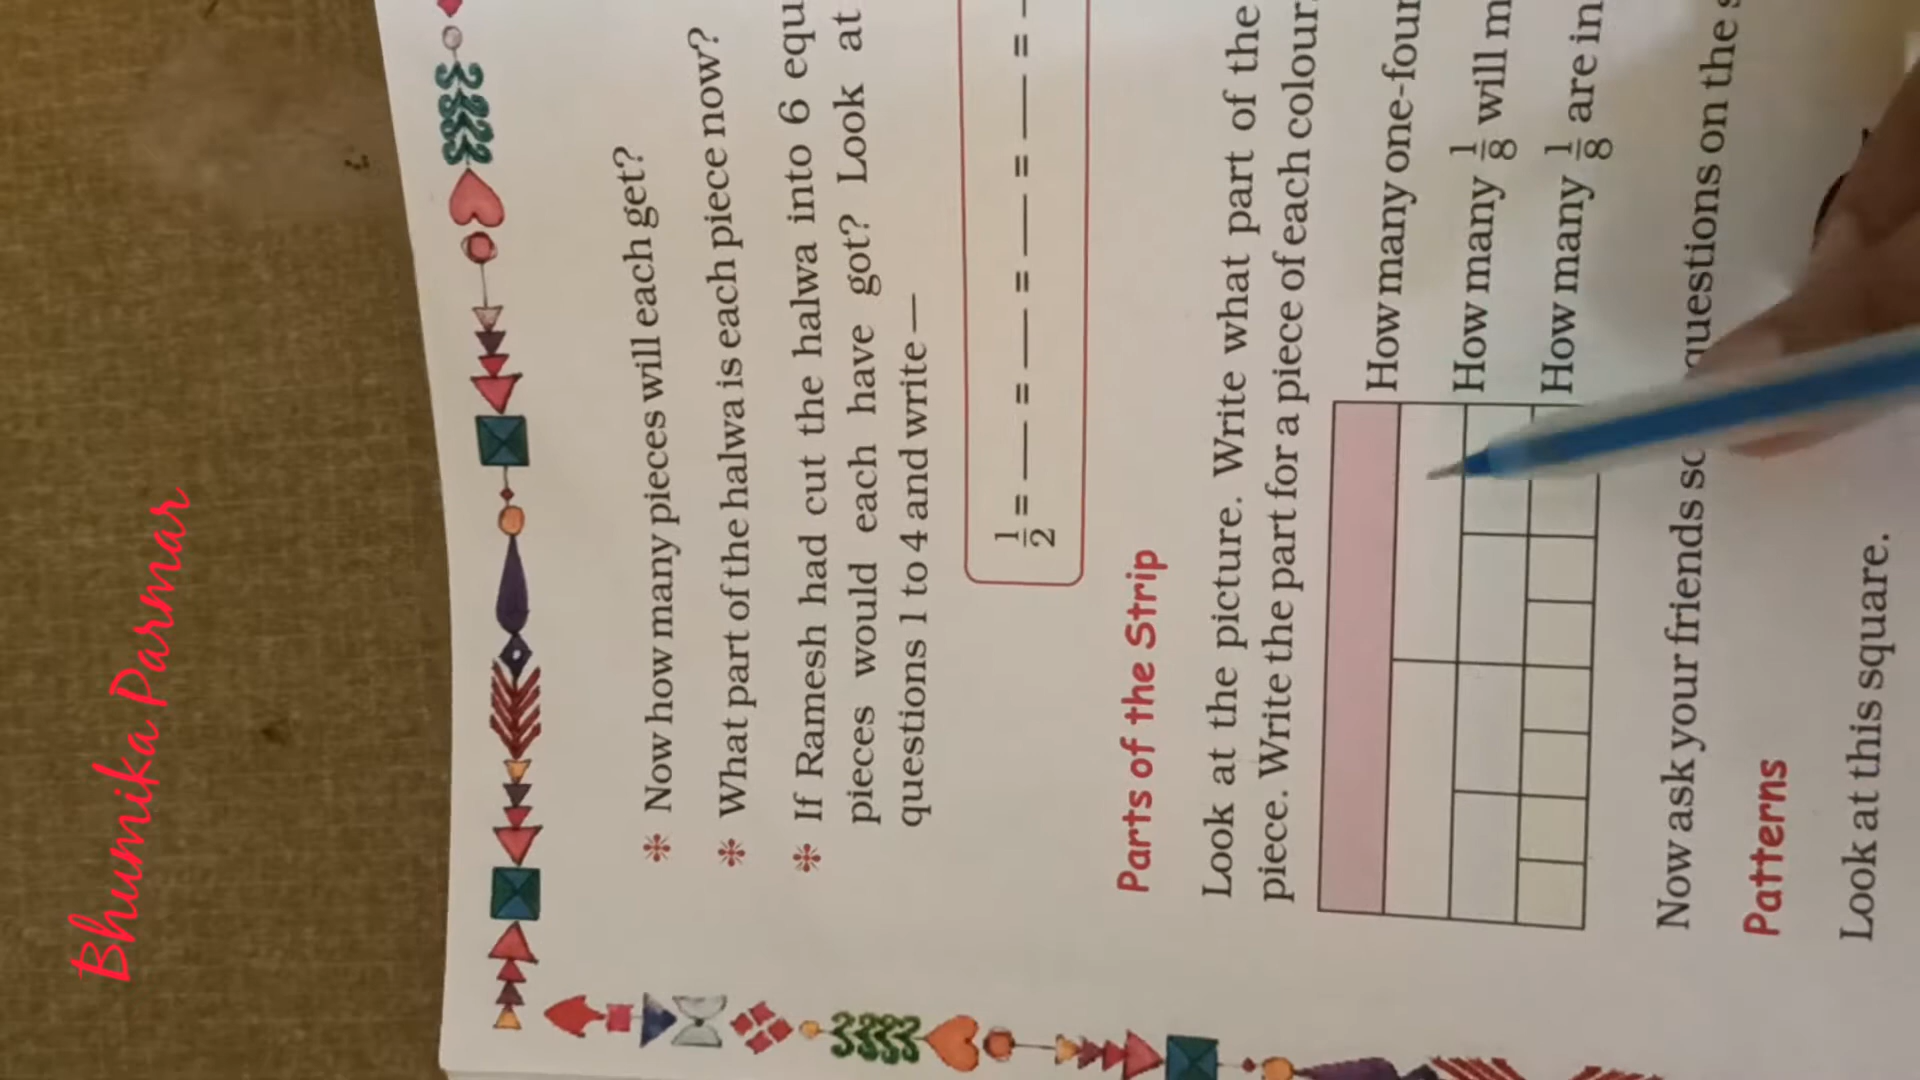 Bhumika Parmar
❉ Now how many pieces will each get?
❉ What part of the halwa is each piece now?
❉ If Ramesh had cut the halwa into 6 equ
pieces would each have got? Look at
questions 1 to 4 and write —
1/2 = ___ = ___ = ___ = ___ =
Parts of the Strip
Look at the picture. Write what part of the
piece. Write the part for a piece of each colour.
How many one-four
How many 1/8 will m
How many 1/8 are in
Now ask your friends questions on the
Patterns
Look at this square.